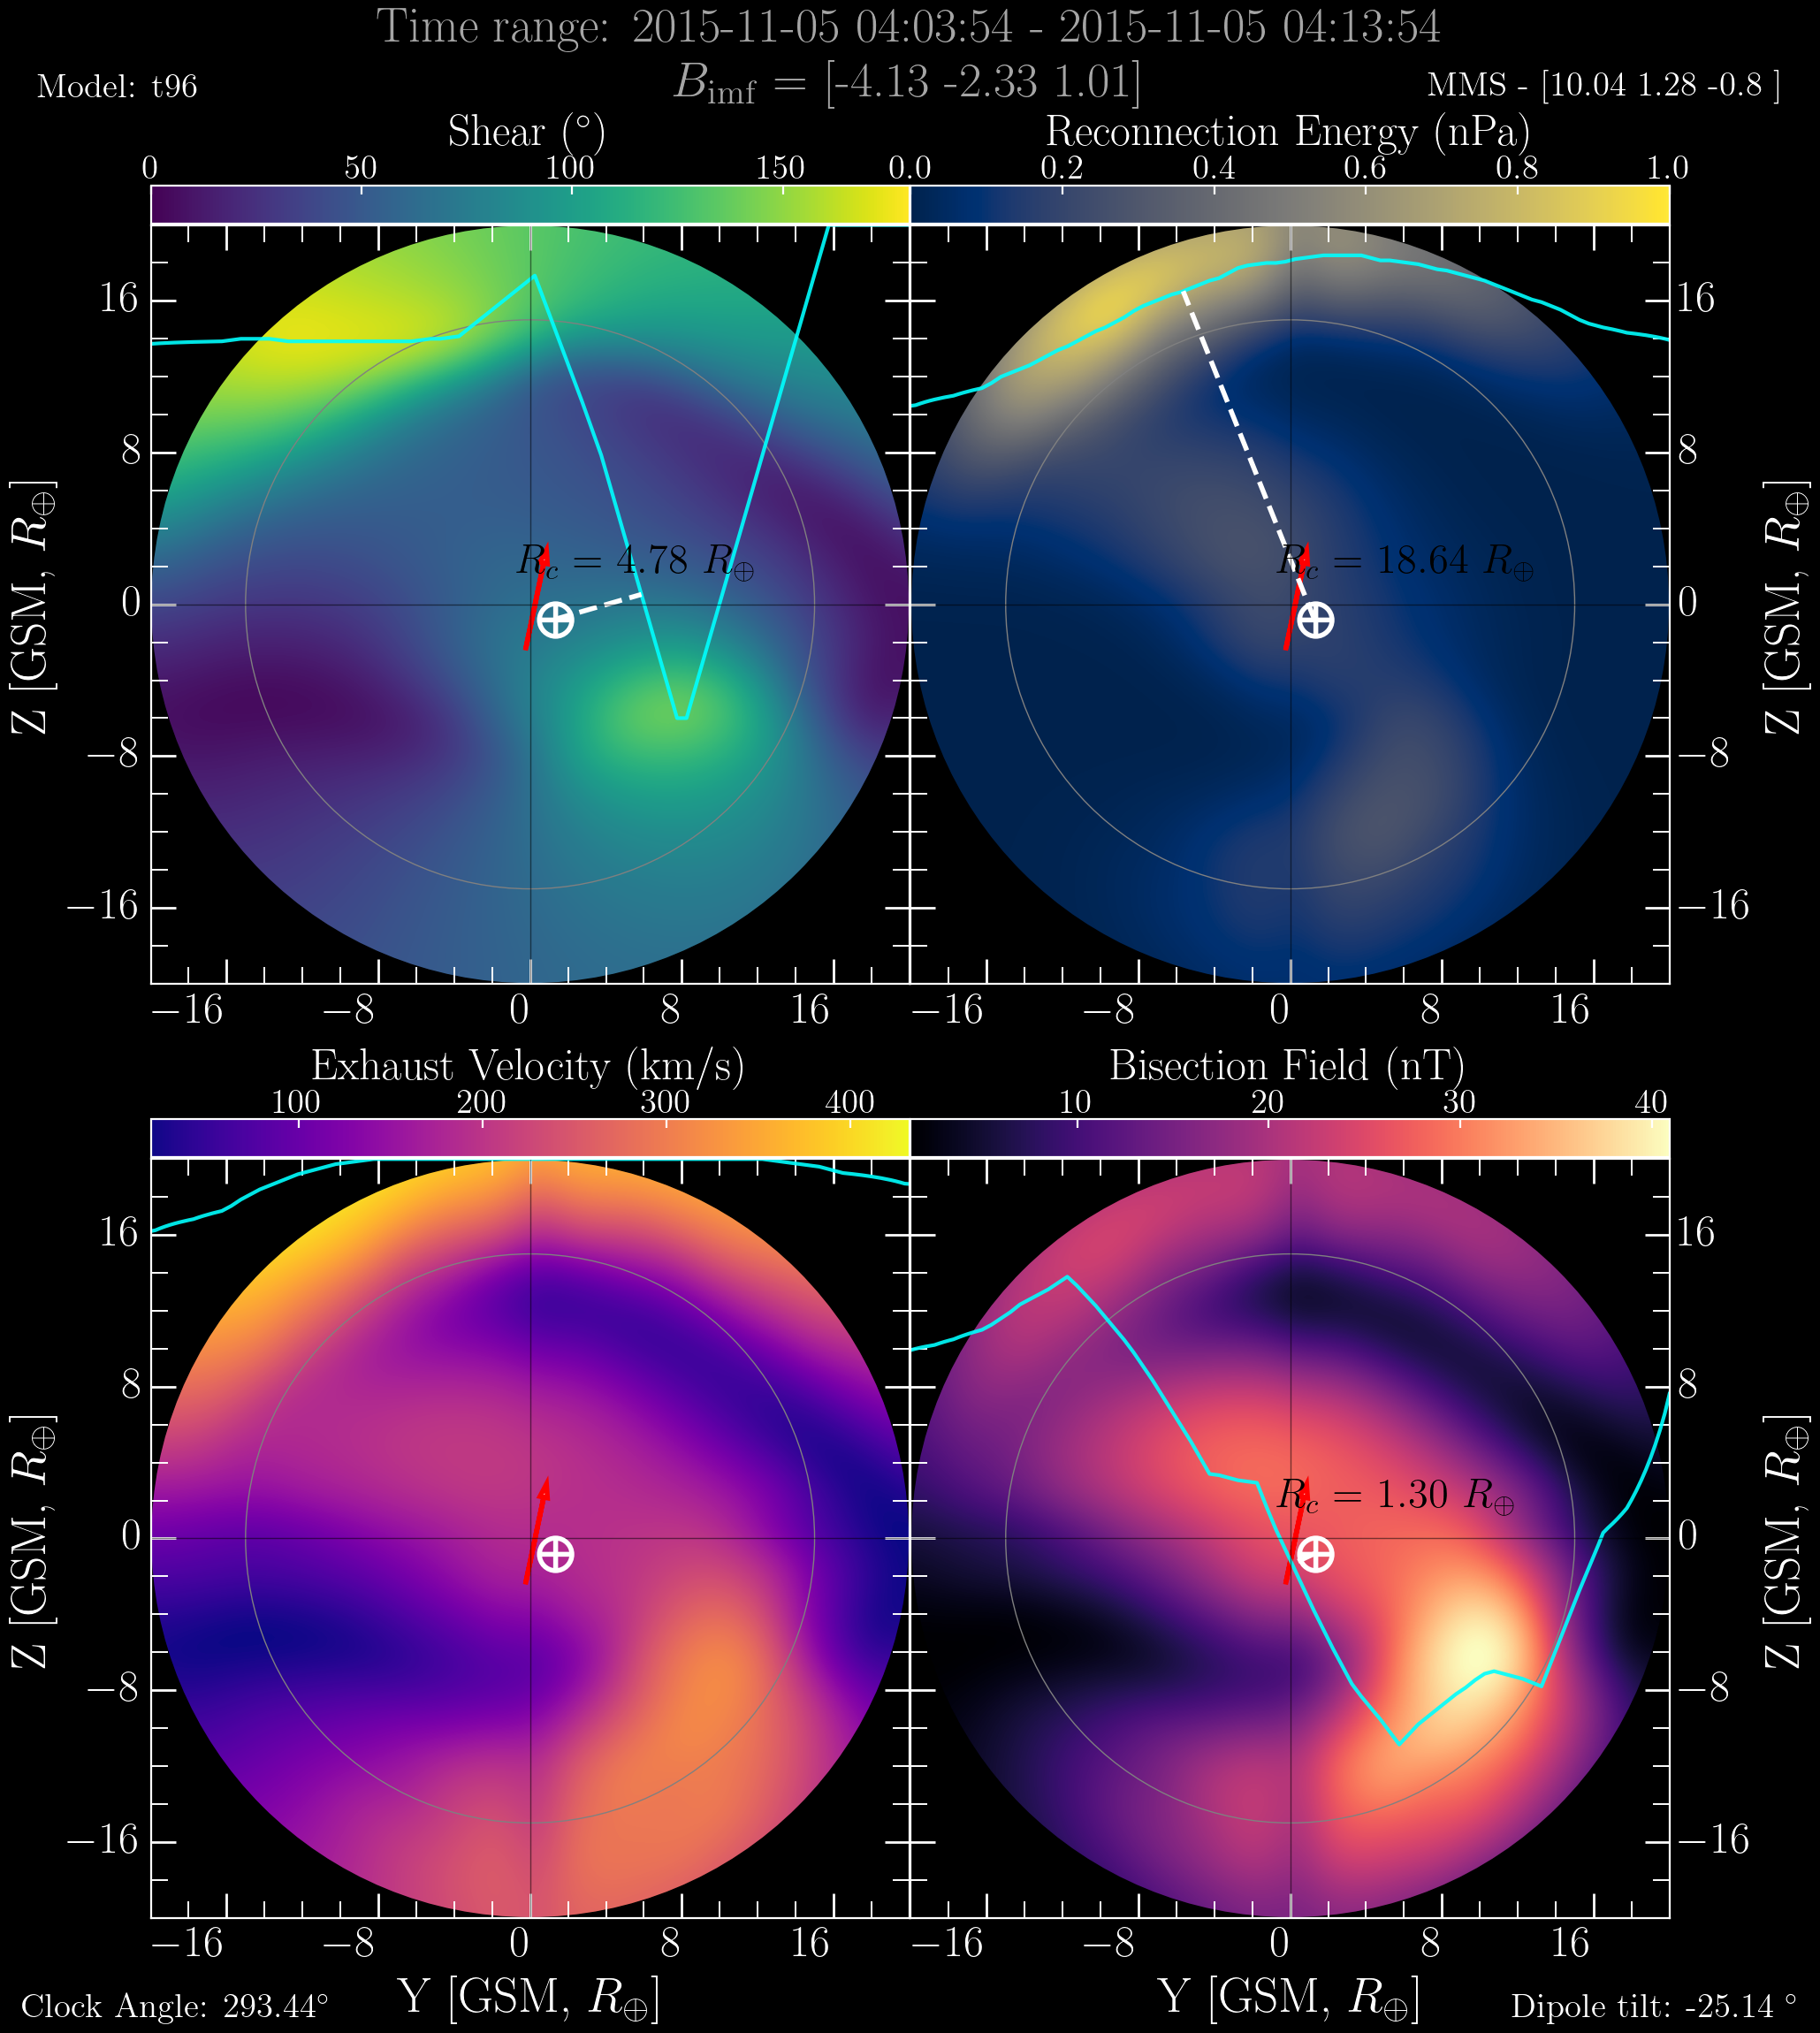 Time range: 2015-11-05 04:03:54 - 2015-11-05 04:13:54
Model: t96
B_imf = [-4.13 -2.33 1.01]
MMS - [10.04 1.28 -0.8 ]
Shear (°)
Reconnection Energy (nPa)
0 50 100 150
0.0 0.2 0.4 0.6 0.8 1.0
16 16
8 8
R_c = 4.78 R_⊕
R_c = 18.64 R_⊕
0 0
Z [GSM, R_⊕]
Z [GSM, R_⊕]
−8 −8
−16 −16
−16 −8 0 8 16
−16 −8 0 8 16
Exhaust Velocity (km/s)
Bisection Field (nT)
100 200 300 400
10 20 30 40
16 16
8 8
R_c = 1.30 R_⊕
0 0
Z [GSM, R_⊕]
Z [GSM, R_⊕]
−8 −8
−16 −16
−16 −8 0 8 16
−16 −8 0 8 16
Y [GSM, R_⊕]
Y [GSM, R_⊕]
Clock Angle: 293.44°
Dipole tilt: -25.14 °